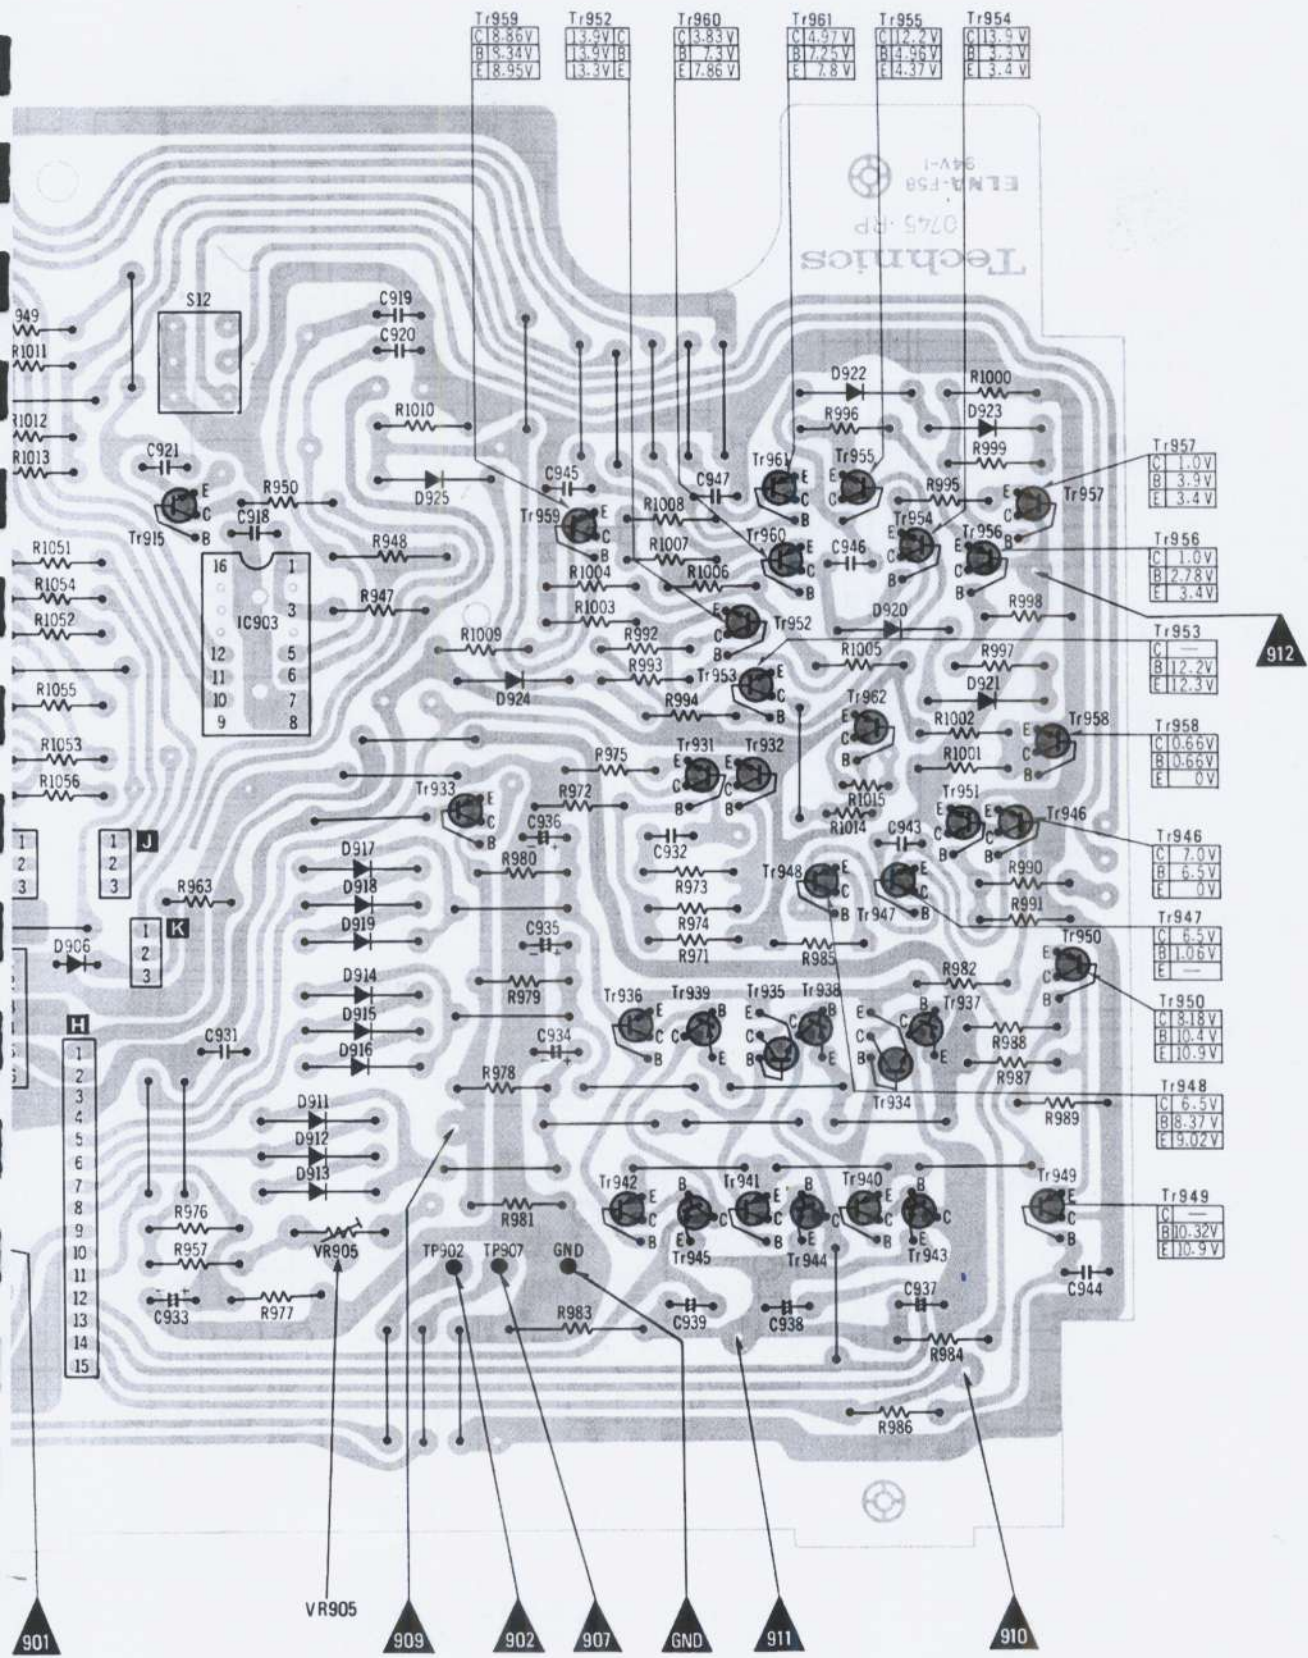 Tr959
C 8.86V
B 8.34V
E 8.95V
Tr952
13.9V C
13.9V B
13.3V E
Tr960
C 3.83V
B 7.3V
E 7.86V
Tr961
C 4.97V
B 7.25V
E 7.8V
Tr955
C 12.2V
B 4.96V
E 4.37V
Tr954
C 13.9V
B 3.3V
E 3.4V
94V-1
ELNA-F58
0745-RP
Technics
S12
C919
C920
949
R1011
R1012
R1013
R1010
C921
R950
D925
Tr915
E
C
B
C918
R948
R947
R1051
R1054
R1052
R1055
R1053
R1056
16
1
3
IC903
12
5
11
6
10
7
9
8
D922
R1000
R996
D923
R999
Tr961
E
C
B
Tr955
E
C
B
R995
Tr957
E
C
B
C945
C947
Tr959
E
C
B
R1008
R1007
R1004
R1006
R1003
Tr960
E
C
B
C946
Tr954
E
C
B
Tr956
E
C
B
R1009
R992
R993
D924
R994
Tr952
E
C
B
Tr953
E
C
B
D920
R998
R1005
R997
D921
Tr962
E
C
B
R1002
R1001
Tr958
E
C
B
Tr957
C 1.0V
B 3.9V
E 3.4V
Tr956
C 1.0V
B 2.78V
E 3.4V
912
Tr953
C —
B 12.2V
E 12.3V
Tr958
C 0.66V
B 0.66V
E 0V
Tr946
C 7.0V
B 6.5V
E 0V
Tr947
C 6.5V
B 1.06V
E —
Tr950
C 8.18V
B 10.4V
E 10.9V
Tr948
C 6.5V
B 8.37V
E 9.02V
Tr949
C —
B 10.32V
E 10.9V
R975
Tr931
E
C
B
Tr932
E
C
B
Tr933
E
C
B
R972
R1015
R1014
Tr951
E
C
B
Tr946
E
C
B
C936
− +
C932
C943
R980
R973
Tr948
E
C
B
Tr947
E
C
B
R990
R991
D917
D918
D919
1
2
3
J
1
2
3
R963
K
1
2
3
D906
C935
− +
R974
R971
R985
Tr950
E
C
B
R979
R982
D914
D915
D916
Tr936
E
C
B
Tr939
B
C
E
Tr935
E
C
B
Tr938
B
C
E
Tr934
E
C
B
Tr937
B
C
E
R988
R987
R989
H
1
2
3
4
5
6
7
8
9
10
11
12
13
14
15
C931
C934
− +
R978
D911
D912
D913
R976
R957
C933
− +
R977
VR905
R981
TP902
TP907
GND
R983
Tr942
E
C
B
Tr945
B
C
E
Tr941
E
C
B
Tr944
B
C
E
Tr940
E
C
B
Tr943
B
C
E
Tr949
E
C
B
C939
C938
C937
C944
R984
R986
901
VR905
909
902
907
GND
911
910